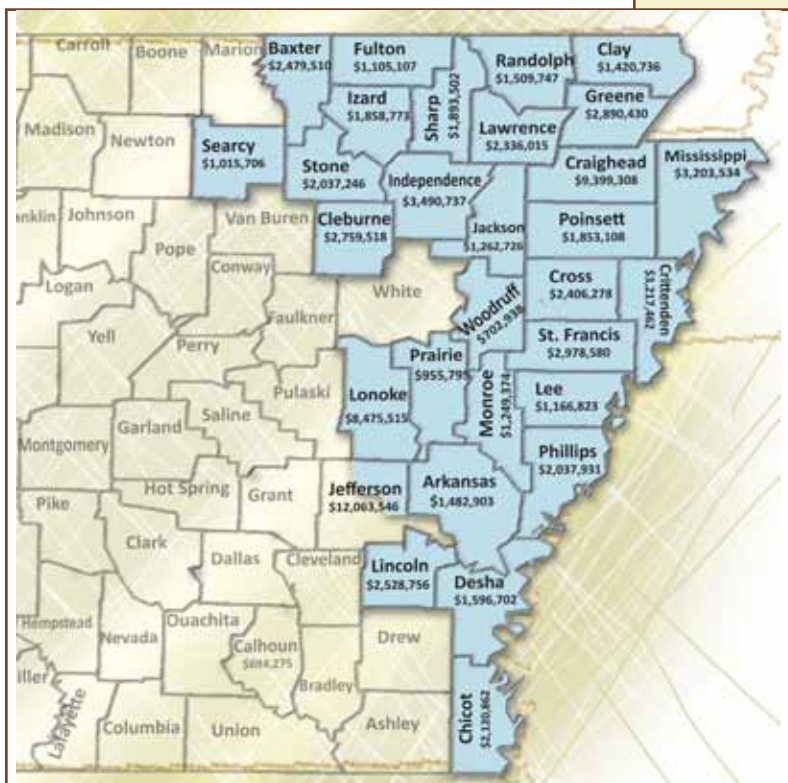 Carroll
Boone
Marion
Baxter
$2,479,510
Fulton
$1,105,107
Randolph
$1,509,747
Clay
$1,420,736
Izard
$1,858,773
Sharp
$1,893,502
Greene
$2,890,430
Madison
Newton
Searcy
$1,015,706
Stone
$2,037,246
Lawrence
$2,336,015
Independence
$3,490,737
Craighead
$9,399,308
Mississippi
$3,203,534
nklin
Johnson
Van Buren
Cleburne
$2,759,518
Jackson
$1,262,726
Poinsett
$1,853,108
Pope
Logan
Conway
White
Woodruff
$702,938
Cross
$2,406,278
Crittenden
Yell
Faulkner
Perry
St. Francis
$2,978,580
Prairie
$955,795
Pulaski
Lonoke
$8,475,515
Monroe
$1,249,374
Lee
$1,166,823
Saline
Garland
Montgomery
Phillips
$2,037,931
Hot Spring
Grant
Jefferson
$12,063,546
Arkansas
$1,482,903
Pike
Clark
Dallas
Cleveland
Lincoln
$2,528,756
Desha
$1,596,702
Hempstead
Nevada
Ouachita
Calhoun
Drew
Bradley
iller
Lafayette
Columbia
Union
Ashley
Chicot
$2,120,862